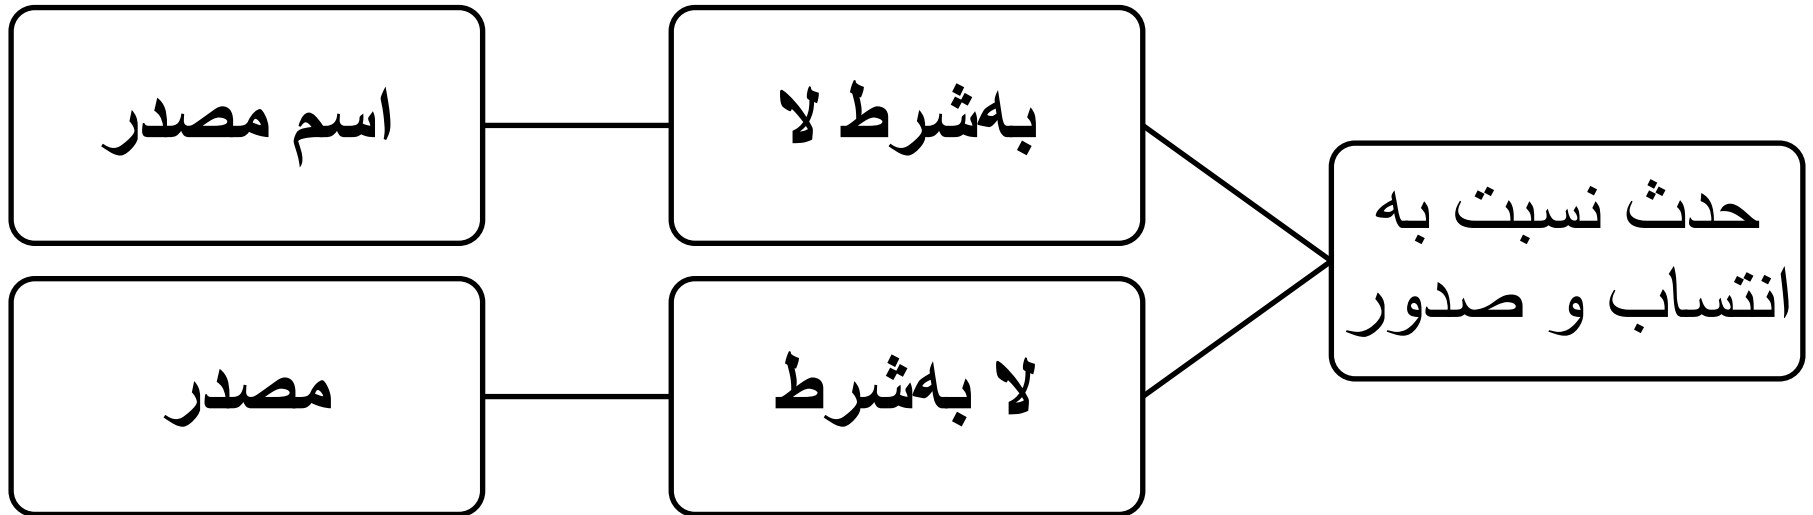 حدث نسبت به
انتساب و صدور
به‌شرط لا
اسم مصدر
لا به‌شرط
مصدر